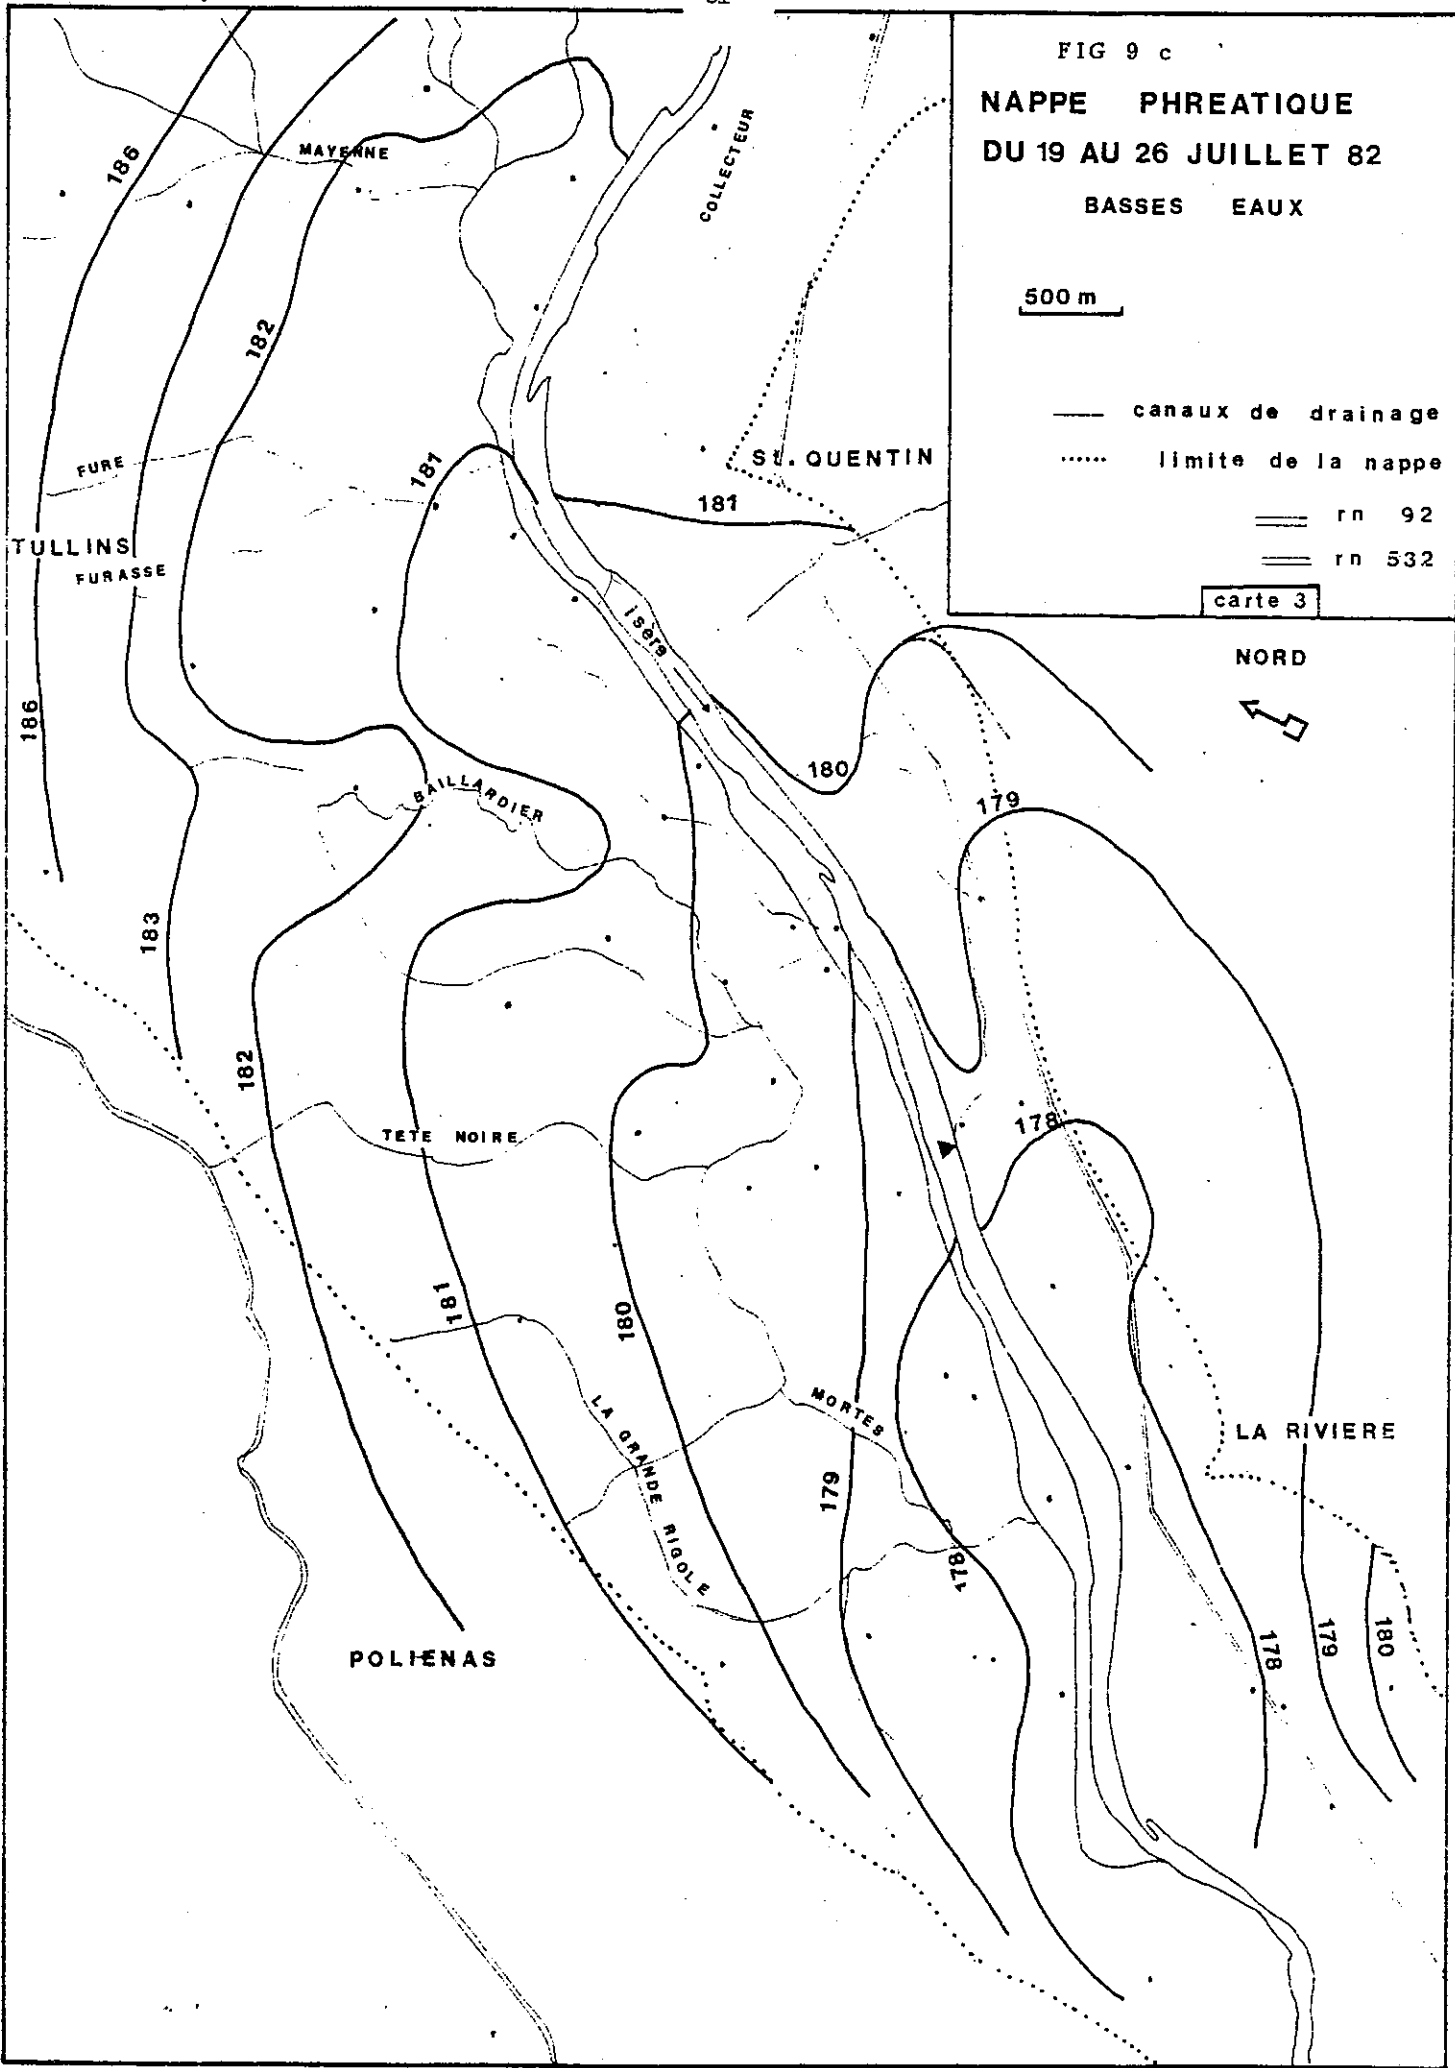 FIG 9 c
NAPPE PHREATIQUE
DU 19 AU 26 JUILLET 82
BASSES EAUX
500 m
canaux de drainage
limite de la nappe
rn 92
rn 532
carte 3
NORD
COLLECTEUR
MAYENNE
186
182
FURE
181
St. QUENTIN
181
TULLINS
FURASSE
isère
186
180
BAILLARDIER
179
183
182
178
TETE NOIRE
181
180
MORTES
LA RIVIERE
LA GRANDE RIGOLE
179
178
POLIENAS
178
179
180